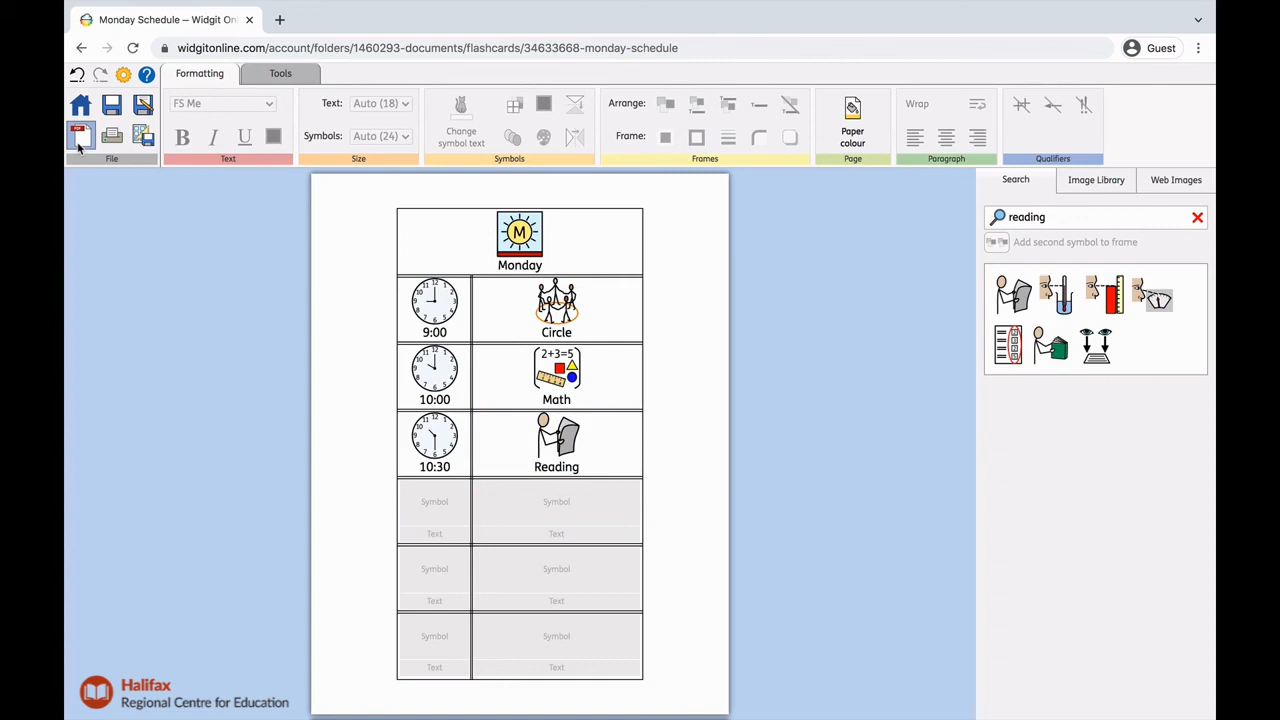 Monday Schedule — Widgit Onl
widgitonline.com/account/folders/1460293-documents/flashcards/34633668-monday-schedule
Guest
Formatting
Tools
FS Me
Text: Auto (18)
Symbols: Auto (24)
Change symbol text
Arrange:
Frame:
Paper colour
Wrap
PDF
B I U
File
Text
Size
Symbols
Frames
Page
Paragraph
Qualifiers
Search
Image Library
Web Images
reading
Add second symbol to frame
M
Monday
9:00
Circle
2+3=5
10:00
Math
10:30
Reading
Symbol
Symbol
Text
Text
Symbol
Symbol
Text
Text
Symbol
Symbol
Text
Text
Halifax
Regional Centre for Education